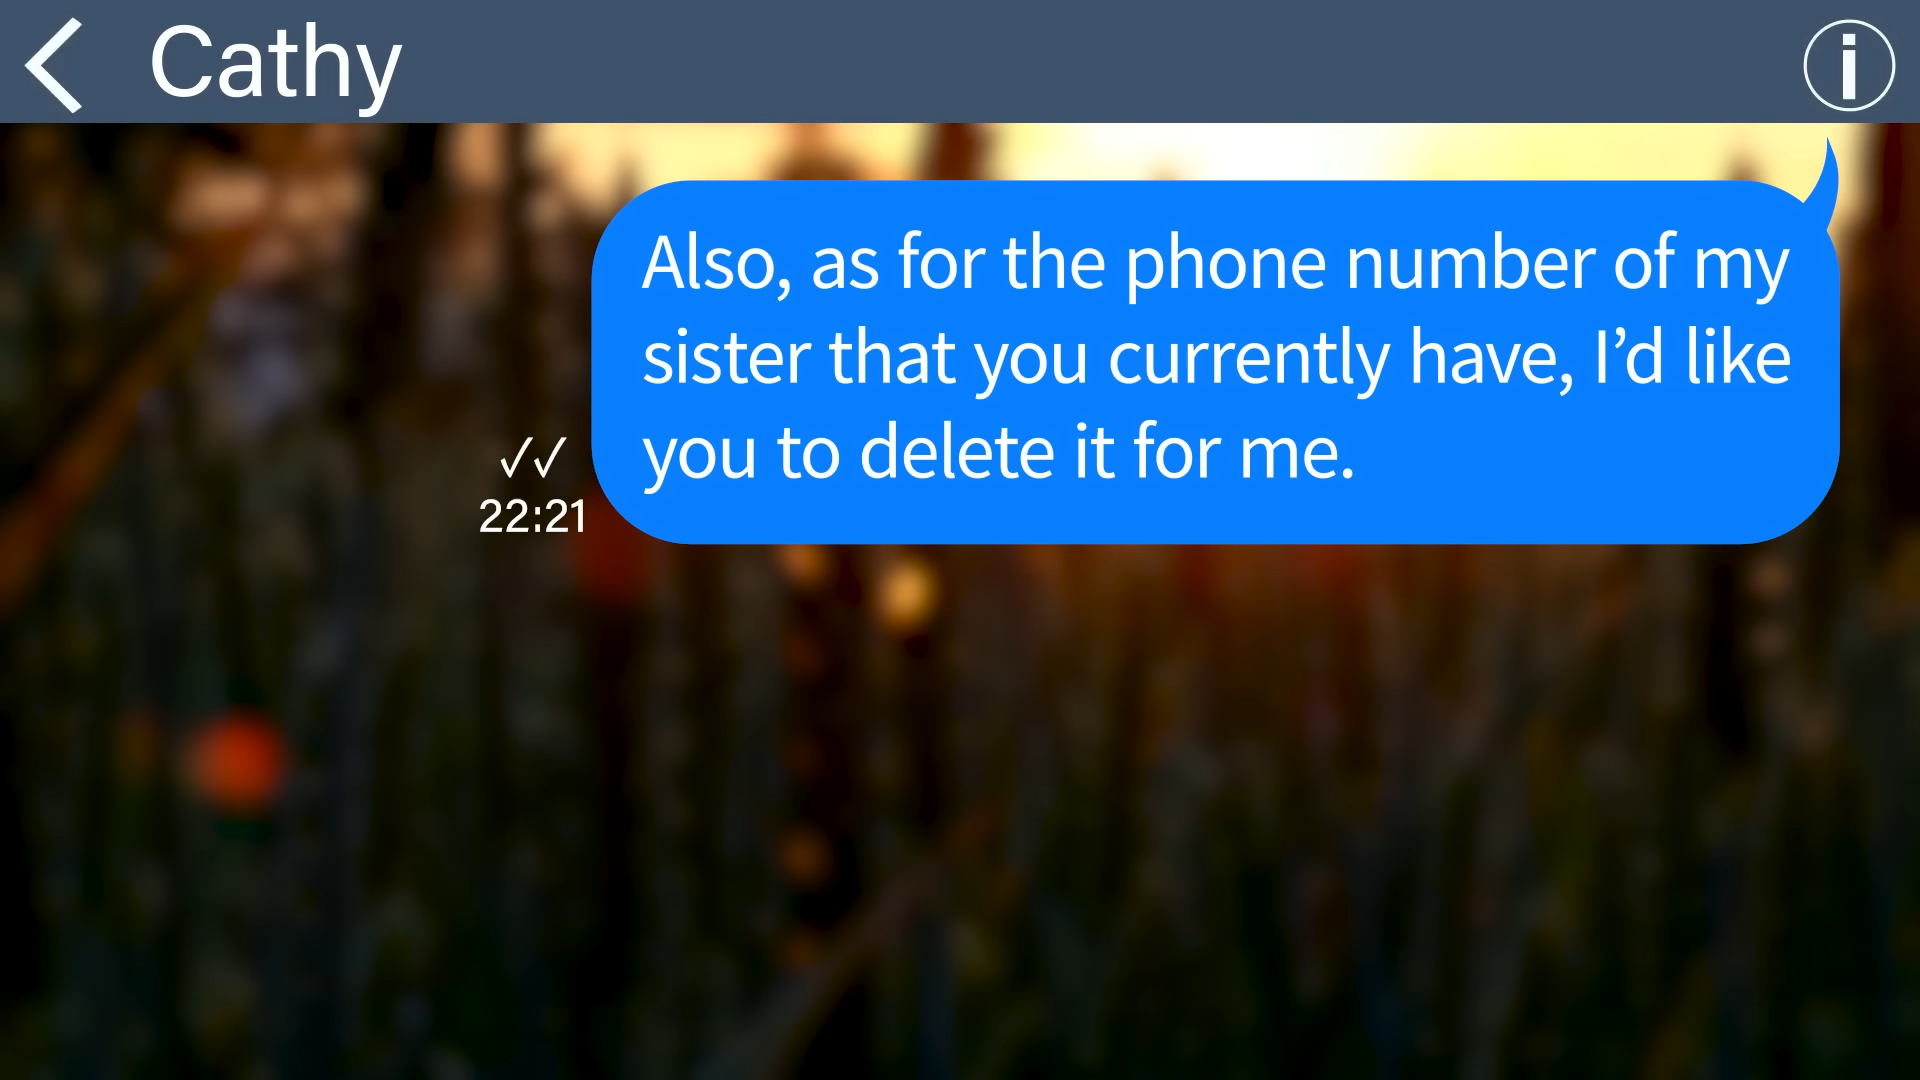 Cathy
i
Also, as for the phone number of my
sister that you currently have, I’d like
you to delete it for me.
✓✓
22:21